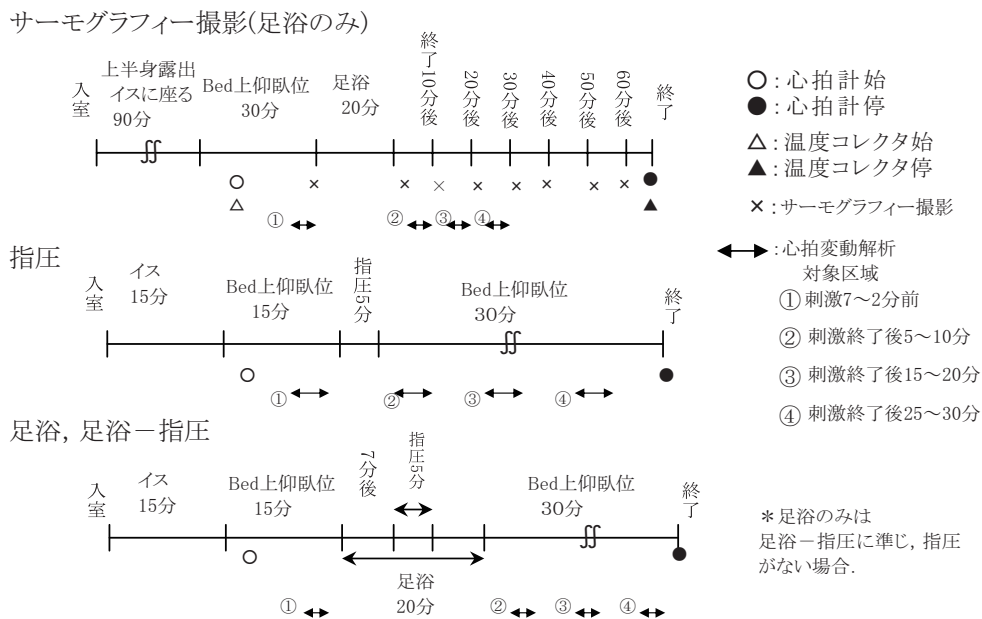 サーモグラフィー撮影(足浴のみ)
入室
上半身露出
イスに座る
90分
Bed上仰臥位
30分
足浴
20分
終了10分後
20分後
30分後
40分後
50分後
60分後
終了
①
②
③
④
○:心拍計始
●:心拍計停
△:温度コレクタ始
▲:温度コレクタ停
×:サーモグラフィー撮影
:心拍変動解析
対象区域
①刺激7～2分前
②刺激終了後5～10分
③刺激終了後15～20分
④刺激終了後25～30分
指圧
入室
イス
15分
Bed上仰臥位
15分
指圧5分
Bed上仰臥位
30分
終了
①
②
③
④
足浴, 足浴－指圧
入室
イス
15分
Bed上仰臥位
15分
7分後
指圧5分
Bed上仰臥位
30分
終了
足浴
20分
①
②
③
④
＊足浴のみは
足浴－指圧に準じ, 指圧
がない場合.